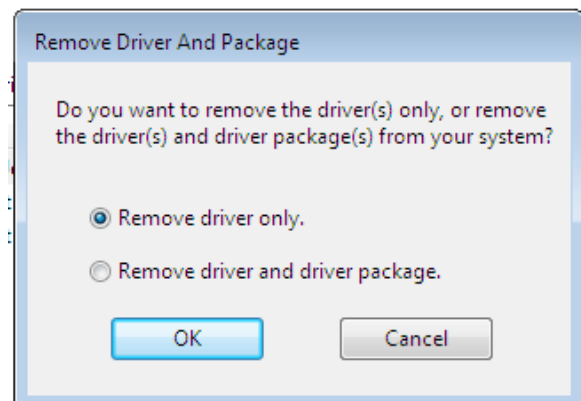 Remove Driver And Package
Do you want to remove the driver(s) only, or remove
the driver(s) and driver package(s) from your system?
Remove driver only.
Remove driver and driver package.
OK Cancel